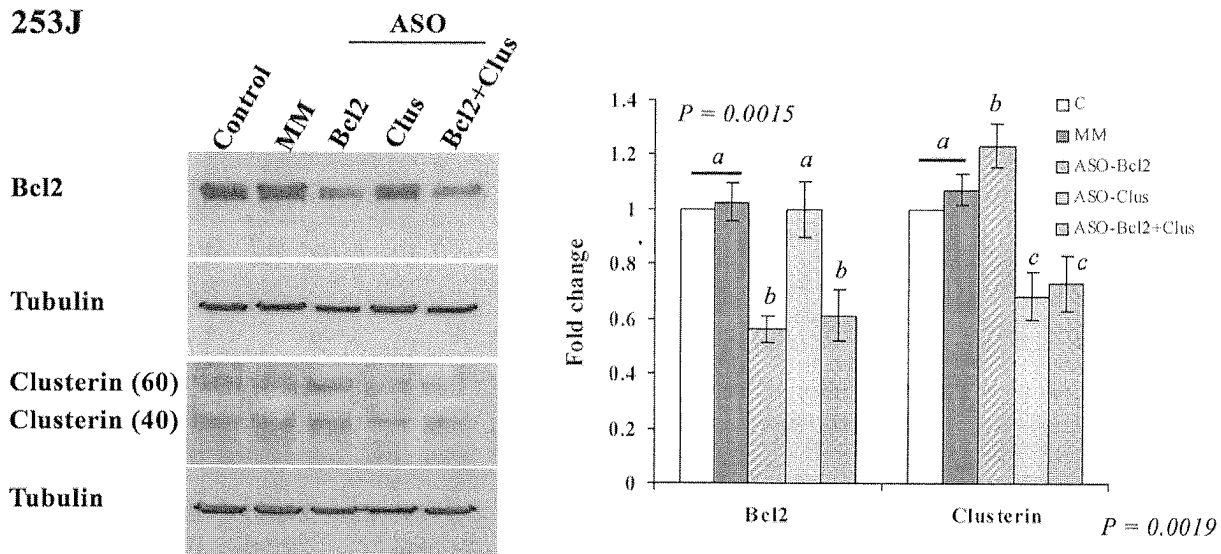 253J
ASO
Control
MM
Bcl2
Clus
Bcl2+Clus
Bcl2
Tubulin
Clusterin (60)
Clusterin (40)
Tubulin
Fold change
1.4
1.2
1
0.8
0.6
0.4
0.2
0
P = 0.0015
a
b
a
b
a
b
c
c
C
MM
ASO-Bcl2
ASO-Clus
ASO-Bcl2+Clus
Bcl2
Clusterin
P = 0.0019